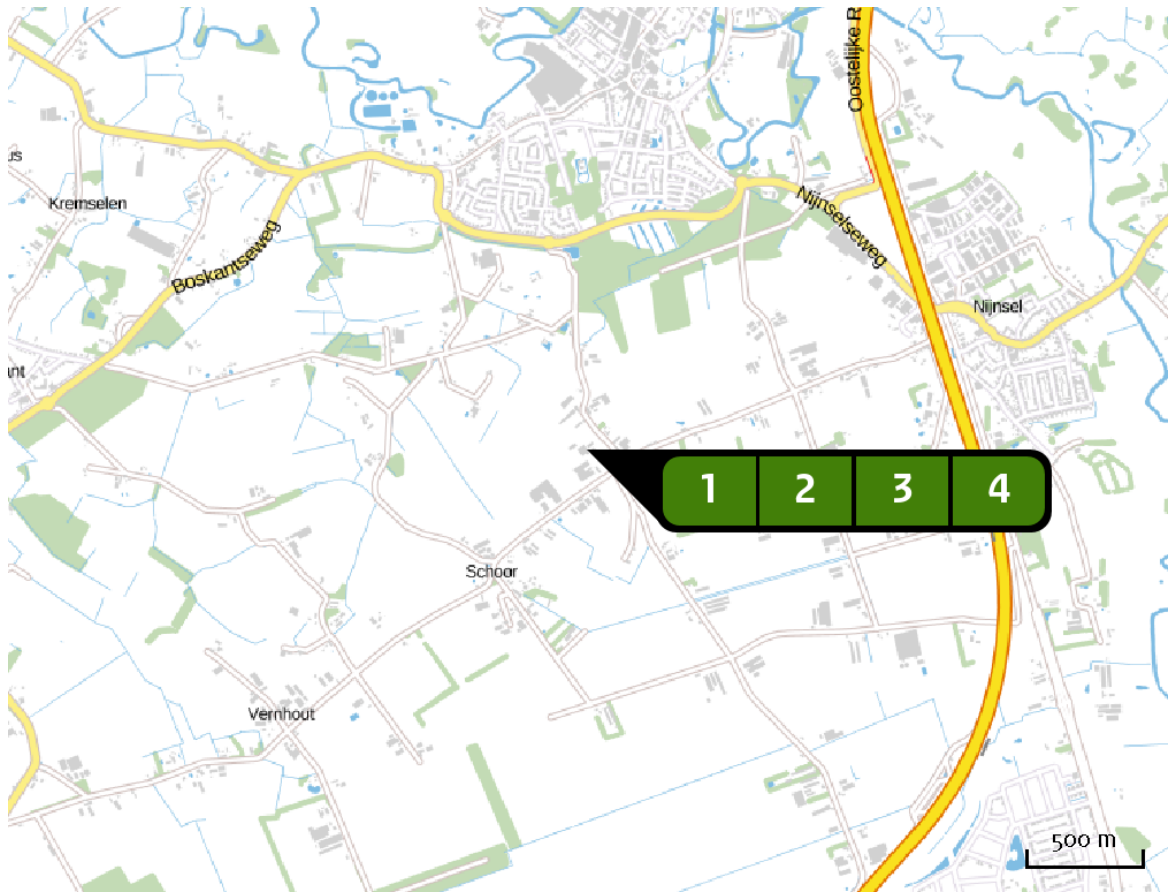 Oostelijke R
us
Kremselen
Nijnselseweg
Boskantseweg
Nijnsel
ant
1 2 3 4
Schoor
Vernhout
500 m